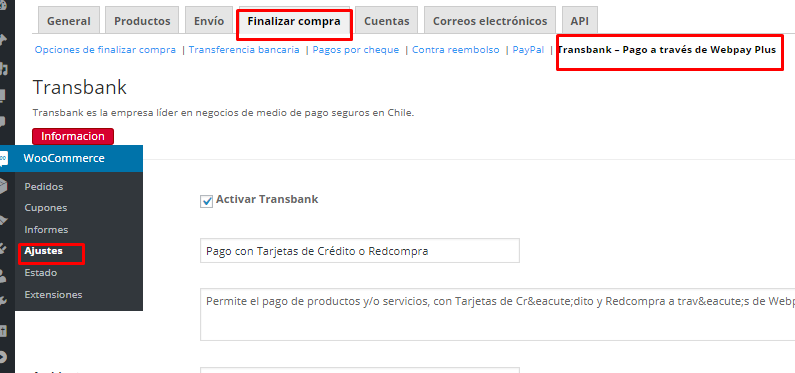 General Productos Envío Finalizar compra Cuentas Correos electrónicos API
Opciones de finalizar compra | Transferencia bancaria | Pagos por cheque | Contra reembolso | PayPal | Transbank – Pago a través de Webpay Plus
Transbank
Transbank es la empresa líder en negocios de medio de pago seguros en Chile.
Informacion
WooCommerce
Pedidos
Activar Transbank
Cupones
Informes
Ajustes
Pago con Tarjetas de Crédito o Redcompra
Estado
Extensiones
Permite el pago de productos y/o servicios, con Tarjetas de Cr&eacute;dito y Redcompra a trav&eacute;s de Webp